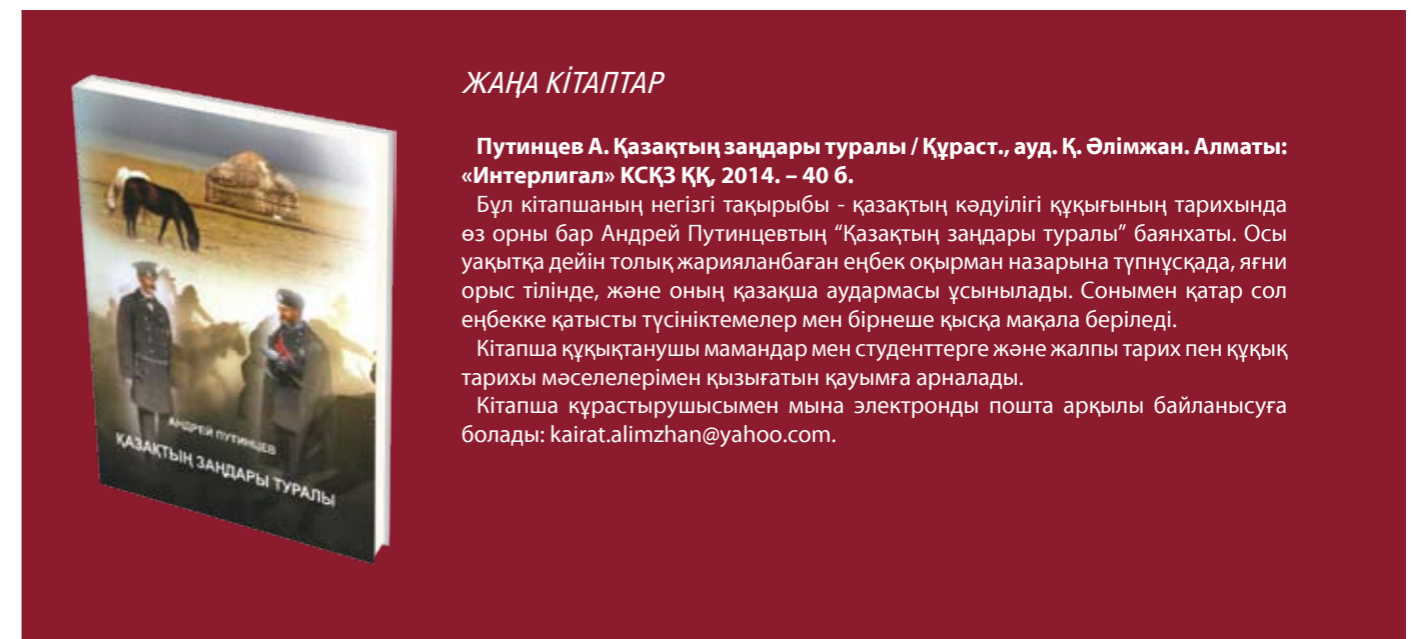 ЖАҢА КІТАПТАР
Путинцев А. Қазақтың заңдары туралы / Құраст., ауд. Қ. Әлімжан. Алматы:
«Интерлигал» КСҚЗ ҚҚ, 2014. – 40 б.
Бұл кітапшаның негізгі тақырыбы - қазақтың кәдуілігі құқығының тарихында
өз орны бар Андрей Путинцевтың “Қазақтың заңдары туралы” баянхаты. Осы
уақытқа дейін толық жарияланбаған еңбек оқырман назарына түпнұсқада, яғни
орыс тілінде, және оның қазақша аудармасы ұсынылады. Сонымен қатар сол
еңбекке қатысты түсініктемелер мен бірнеше қысқа мақала беріледі.
Кітапша құқықтанушы мамандар мен студенттерге және жалпы тарих пен құқық
тарихы мәселелерімен қызығатын қауымға арналады.
Кітапша құрастырушысымен мына электронды пошта арқылы байланысуға
болады: kairat.alimzhan@yahoo.com.
АНДРЕЙ ПУТИНЦЕВ
ҚАЗАҚТЫҢ ЗАҢДАРЫ ТУРАЛЫ